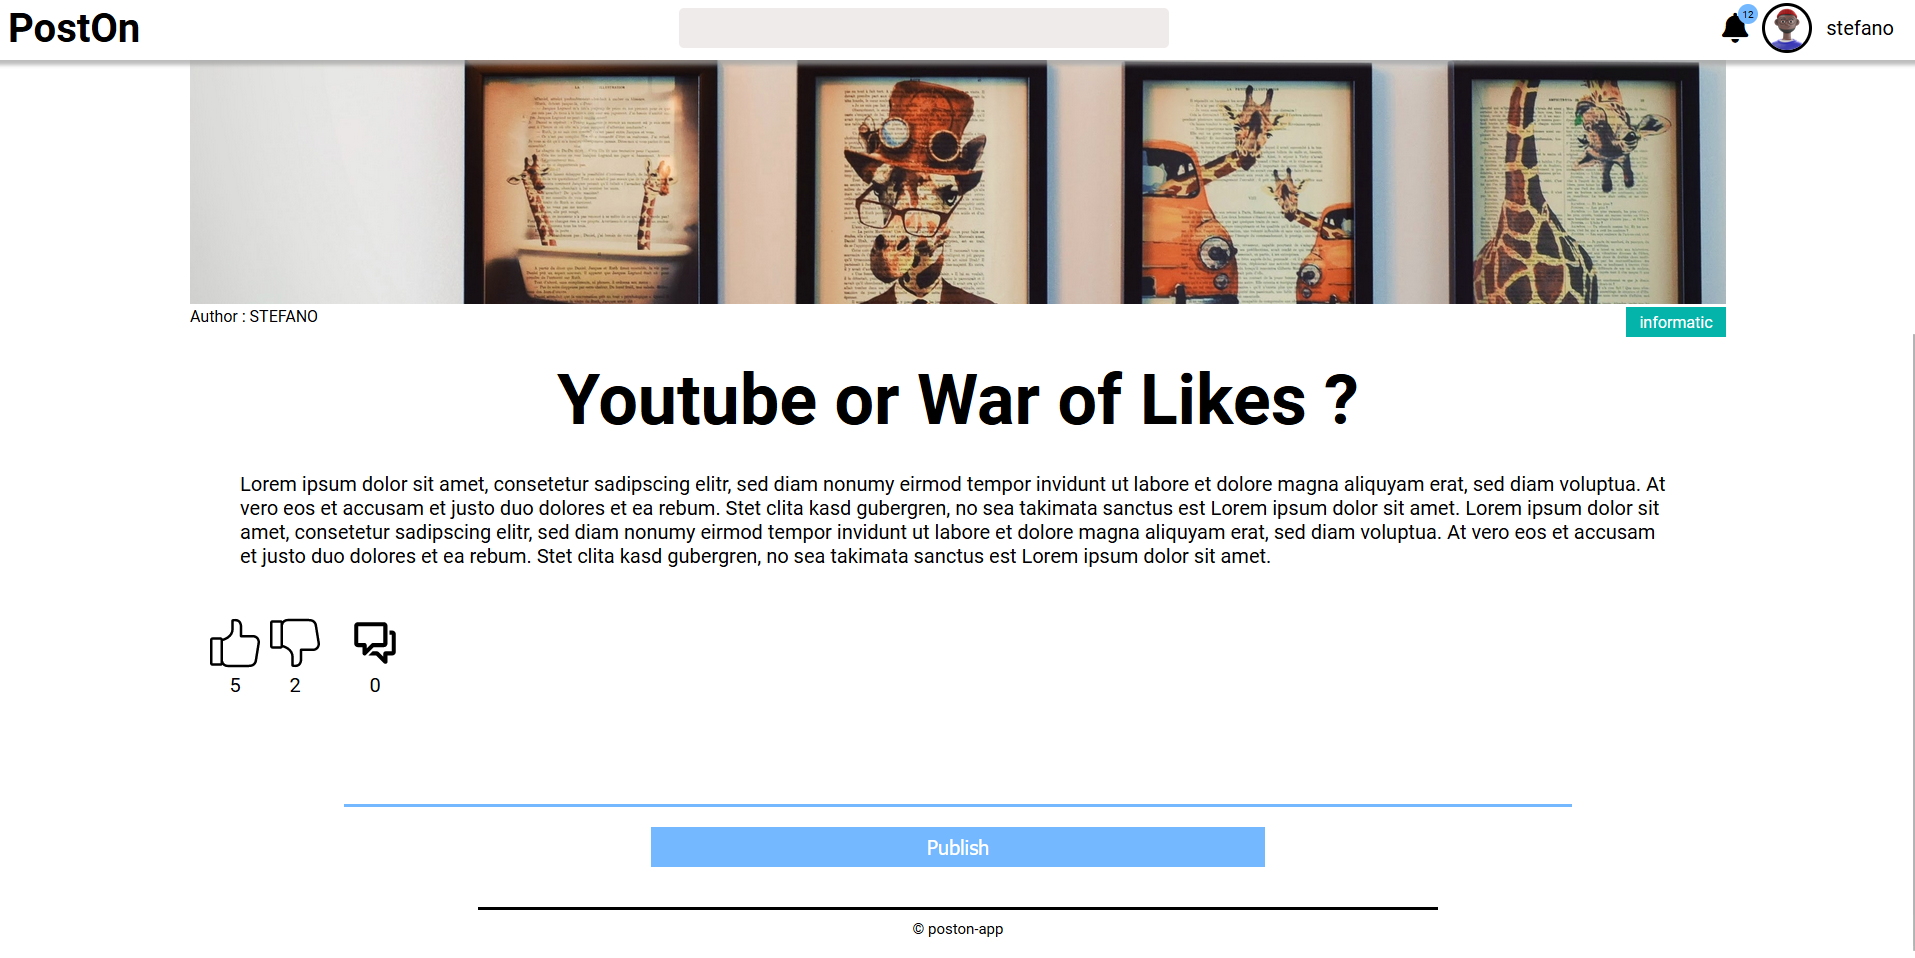 PostOn
12
stefano
Author : STEFANO
informatic
Youtube or War of Likes ?
Lorem ipsum dolor sit amet, consetetur sadipscing elitr, sed diam nonumy eirmod tempor invidunt ut labore et dolore magna aliquyam erat, sed diam voluptua. At
vero eos et accusam et justo duo dolores et ea rebum. Stet clita kasd gubergren, no sea takimata sanctus est Lorem ipsum dolor sit amet. Lorem ipsum dolor sit
amet, consetetur sadipscing elitr, sed diam nonumy eirmod tempor invidunt ut labore et dolore magna aliquyam erat, sed diam voluptua. At vero eos et accusam
et justo duo dolores et ea rebum. Stet clita kasd gubergren, no sea takimata sanctus est Lorem ipsum dolor sit amet.
5 2 0
Publish
© poston-app